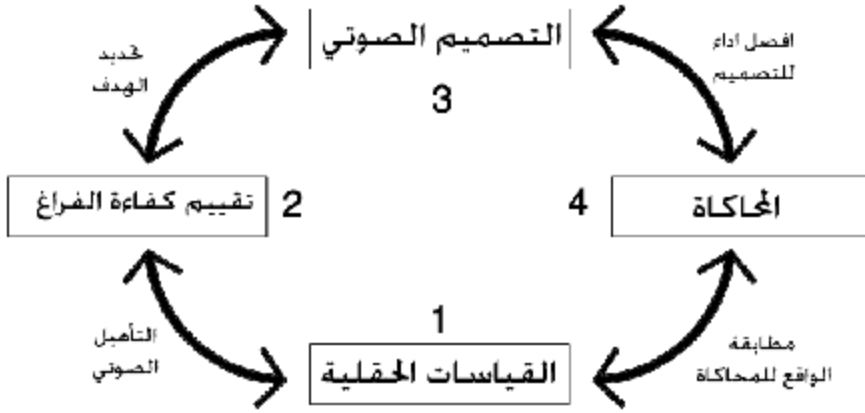 التصميم الصوتي
3
تحديد
الهدف
افضل اداء
للتصميم
تقييم كفاءة الفراغ
2
4
المحاكاة
1
التأهيل
الصوتي
مطابقة
الواقع للمحاكاة
القياسات الحقلية